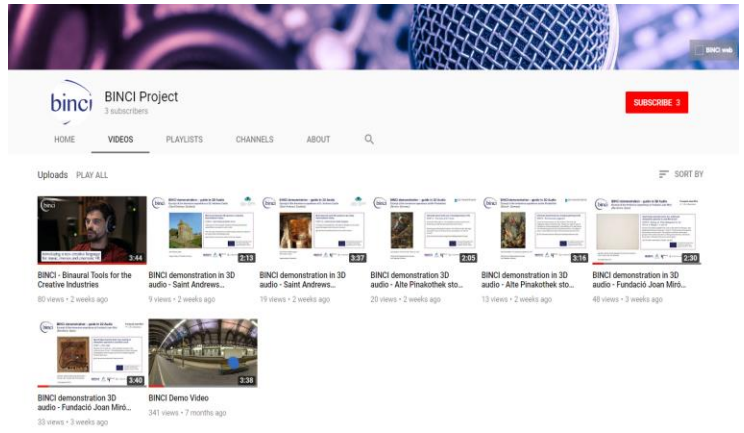 BINCI web
binci
BINCI Project
3 subscribers
SUBSCRIBE 3
HOME VIDEOS PLAYLISTS CHANNELS ABOUT
Uploads PLAY ALL
SORT BY
3:44
2:13
3:37
2:05
3:16
2:30
BINCI - Binaural Tools for the
Creative Industries
80 views • 2 weeks ago
BINCI demonstration in 3D
audio - Saint Andrews...
9 views • 2 weeks ago
BINCI demonstration in 3D
audio - Saint Andrews...
19 views • 2 weeks ago
BINCI demonstration 3D
audio - Alte Pinakothek sto...
20 views • 2 weeks ago
BINCI demonstration in 3D
audio - Alte Pinakothek sto...
13 views • 2 weeks ago
BINCI demonstration in 3D
audio - Fundació Joan Miró...
48 views • 3 weeks ago
3:40
3:38
BINCI demonstration 3D
audio - Fundació Joan Miró...
33 views • 3 weeks ago
BINCI Demo Video
341 views • 7 months ago